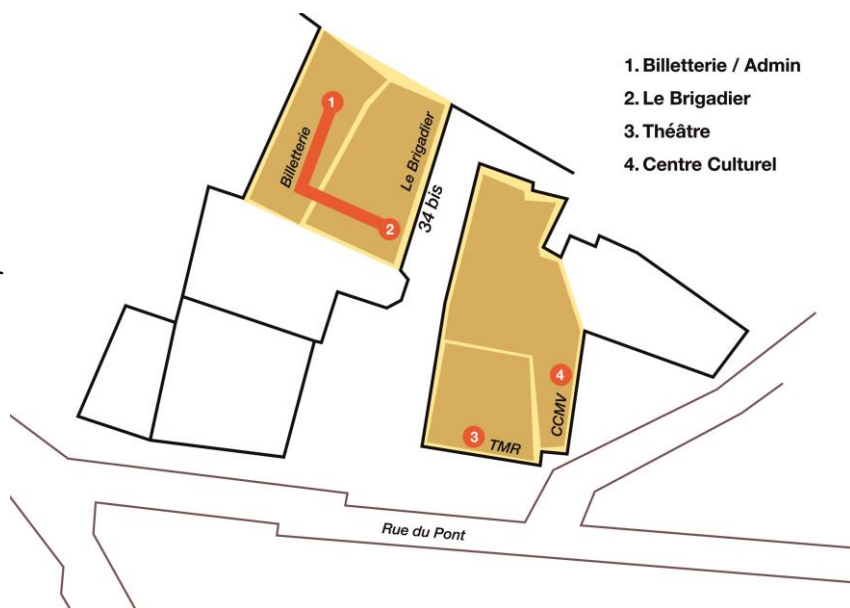 1. Billetterie / Admin
2. Le Brigadier
3. Théâtre
4. Centre Culturel
1
Billetterie
Le Brigadier
2
34 bis
4
CCMV
3
TMR
Rue du Pont